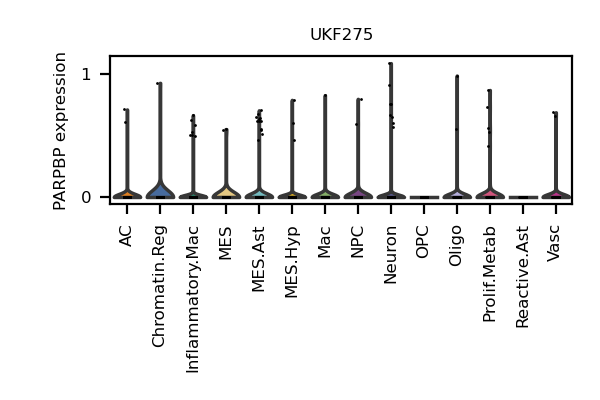 UKF275
PARPBP expression
1
0
AC
Chromatin.Reg
Inflammatory.Mac
MES
MES.Ast
MES.Hyp
Mac
NPC
Neuron
OPC
Oligo
Prolif.Metab
Reactive.Ast
Vasc